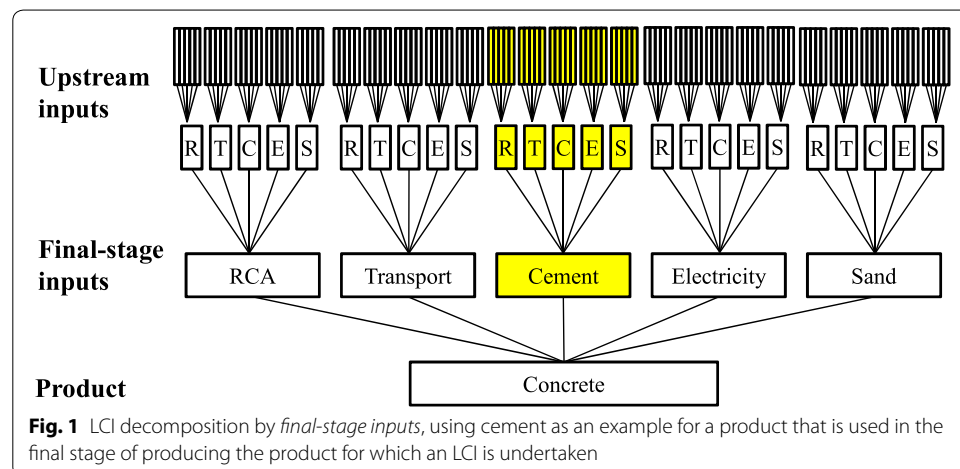 Upstream
inputs
R T C E S R T C E S R T C E S R T C E S R T C E S
Final-stage
inputs
RCA Transport Cement Electricity Sand
Product
Concrete
Fig. 1 LCI decomposition by final-stage inputs, using cement as an example for a product that is used in the
final stage of producing the product for which an LCI is undertaken